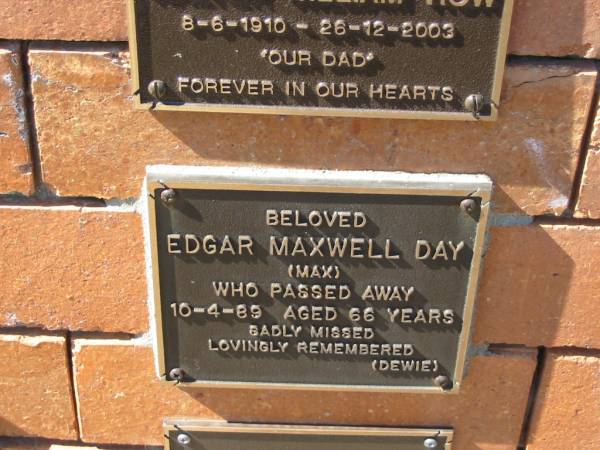 HOW
8-6-1910 - 26-12-2003
"OUR DAD"
FOREVER IN OUR HEARTS
BELOVED
EDGAR MAXWELL DAY
(MAX)
WHO PASSED AWAY
10-4-89 AGED 66 YEARS
SADLY MISSED
LOVINGLY REMEMBERED
(DEWIE)